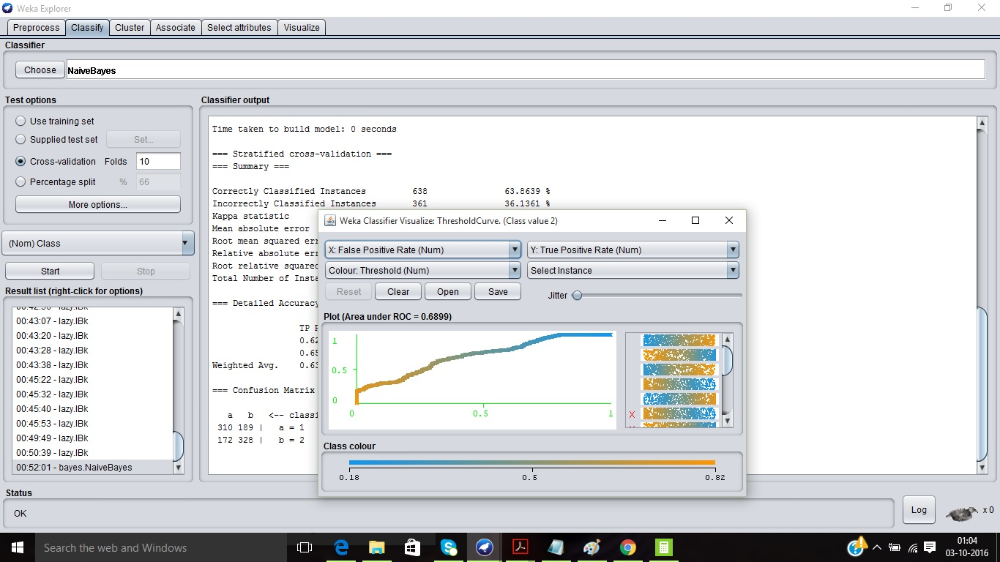 Weka Explorer
Preprocess Classify Cluster Associate Select attributes Visualize
Classifier
Choose NaiveBayes
Test options
Use training set
Supplied test set Set...
Cross-validation Folds 10
Percentage split % 66
More options...
(Nom) Class
Start Stop
Result list (right-click for options)
00:43:07 - lazy.IBk
00:43:20 - lazy.IBk
00:43:28 - lazy.IBk
00:43:38 - lazy.IBk
00:45:22 - lazy.IBk
00:45:32 - lazy.IBk
00:45:40 - lazy.IBk
00:45:53 - lazy.IBk
00:49:49 - lazy.IBk
00:50:39 - lazy.IBk
00:52:01 - bayes.NaiveBayes
Classifier output
Time taken to build model: 0 seconds
=== Stratified cross-validation ===
=== Summary ===
Correctly Classified Instances 638 63.8639 %
Incorrectly Classified Instances 361 36.1361 %
Kappa statistic
Mean absolute error
Root mean squared err
Relative absolute err
Root relative squared
Total Number of Insta
=== Detailed Accuracy
TP R
0.62
0.65
Weighted Avg. 0.63
=== Confusion Matrix
a b <-- classi
310 189 | a = 1
172 328 | b = 2
Weka Classifier Visualize: ThresholdCurve. (Class value 2)
X: False Positive Rate (Num) Y: True Positive Rate (Num)
Colour: Threshold (Num) Select Instance
Reset Clear Open Save Jitter
Plot (Area under ROC = 0.6899)
1
0.5
0
0 0.5 1
X
Class colour
0.18 0.5 0.82
Status
OK
Log x 0
Search the web and Windows
01:04
03-10-2016